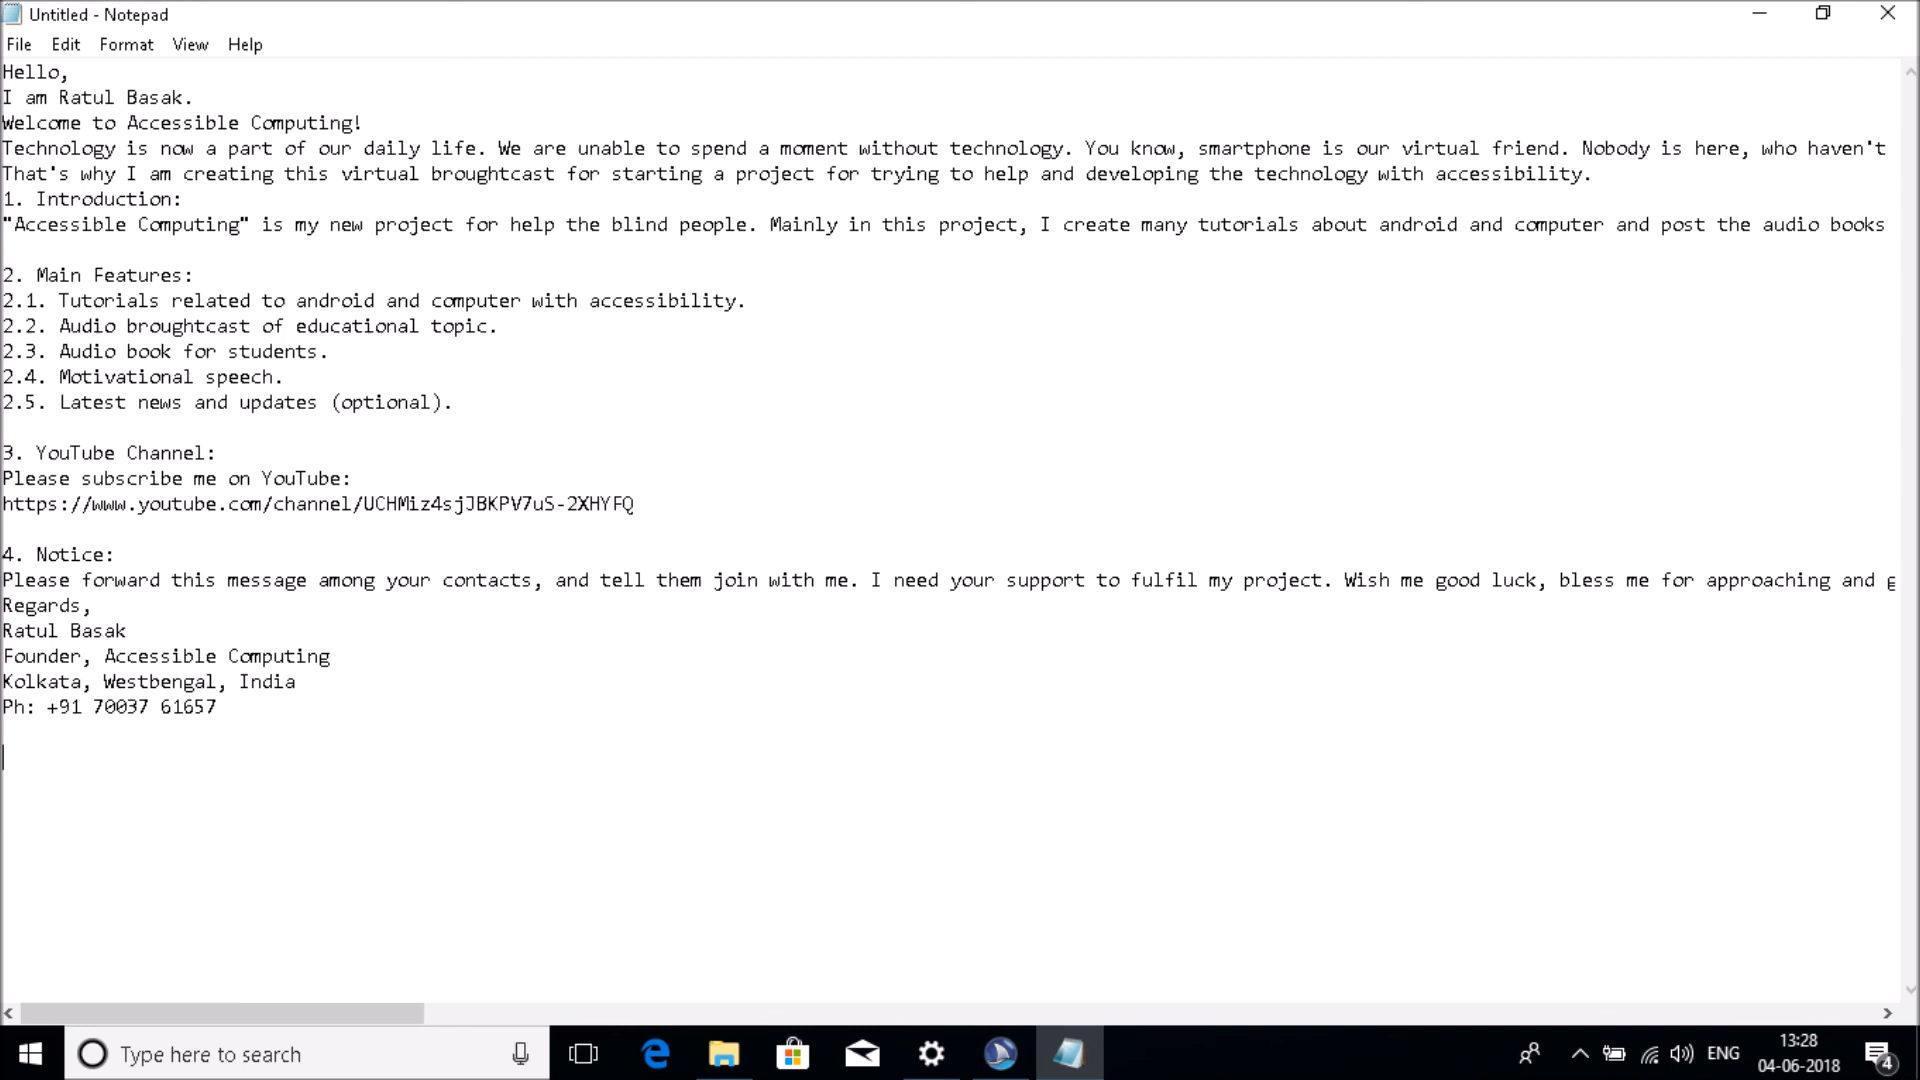 Untitled - Notepad
File Edit Format View Help
Hello,
I am Ratul Basak.
Welcome to Accessible Computing!
Technology is now a part of our daily life. We are unable to spend a moment without technology. You know, smartphone is our virtual friend. Nobody is here, who haven't
That's why I am creating this virtual broughtcast for starting a project for trying to help and developing the technology with accessibility.
1. Introduction:
"Accessible Computing" is my new project for help the blind people. Mainly in this project, I create many tutorials about android and computer and post the audio books
2. Main Features:
2.1. Tutorials related to android and computer with accessibility.
2.2. Audio broughtcast of educational topic.
2.3. Audio book for students.
2.4. Motivational speech.
2.5. Latest news and updates (optional).
3. YouTube Channel:
Please subscribe me on YouTube:
https://www.youtube.com/channel/UCHMiz4sjJBKPV7uS-2XHYFQ
4. Notice:
Please forward this message among your contacts, and tell them join with me. I need your support to fulfil my project. Wish me good luck, bless me for approaching and
Regards,
Ratul Basak
Founder, Accessible Computing
Kolkata, Westbengal, India
Ph: +91 70037 61657
Type here to search
ENG
13:28
04-06-2018
4